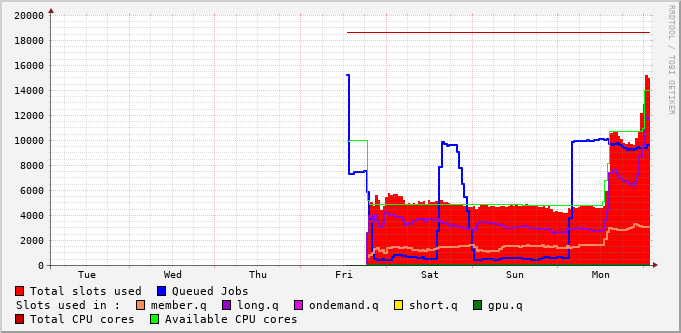 RRDTOOL / TOBI OETIKER
20000
18000
16000
14000
12000
10000
8000
6000
4000
2000
0
Tue Wed Thu Fri Sat Sun Mon
Total slots used Queued Jobs
Slots used in : member.q long.q ondemand.q short.q gpu.q
Total CPU cores Available CPU cores